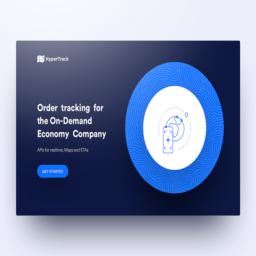 HyperTrack
Order tracking for
the On-Demand
Economy Company
APIs for realtime, Maps and ETAs
GET STARTED